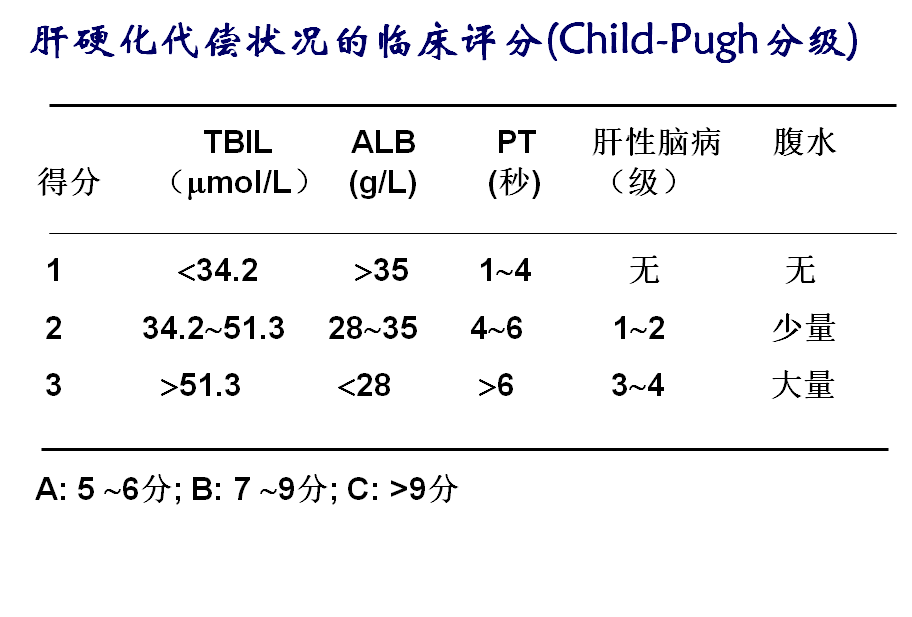 肝硬化代偿状况的临床评分(Child-Pugh分级)
TBIL ALB PT 肝性脑病 腹水
得分 （μmol/L） (g/L) (秒) （级）
1 <34.2 >35 1~4 无 无
2 34.2~51.3 28~35 4~6 1~2 少量
3 >51.3 <28 >6 3~4 大量
A: 5 ~6分; B: 7 ~9分; C: >9分